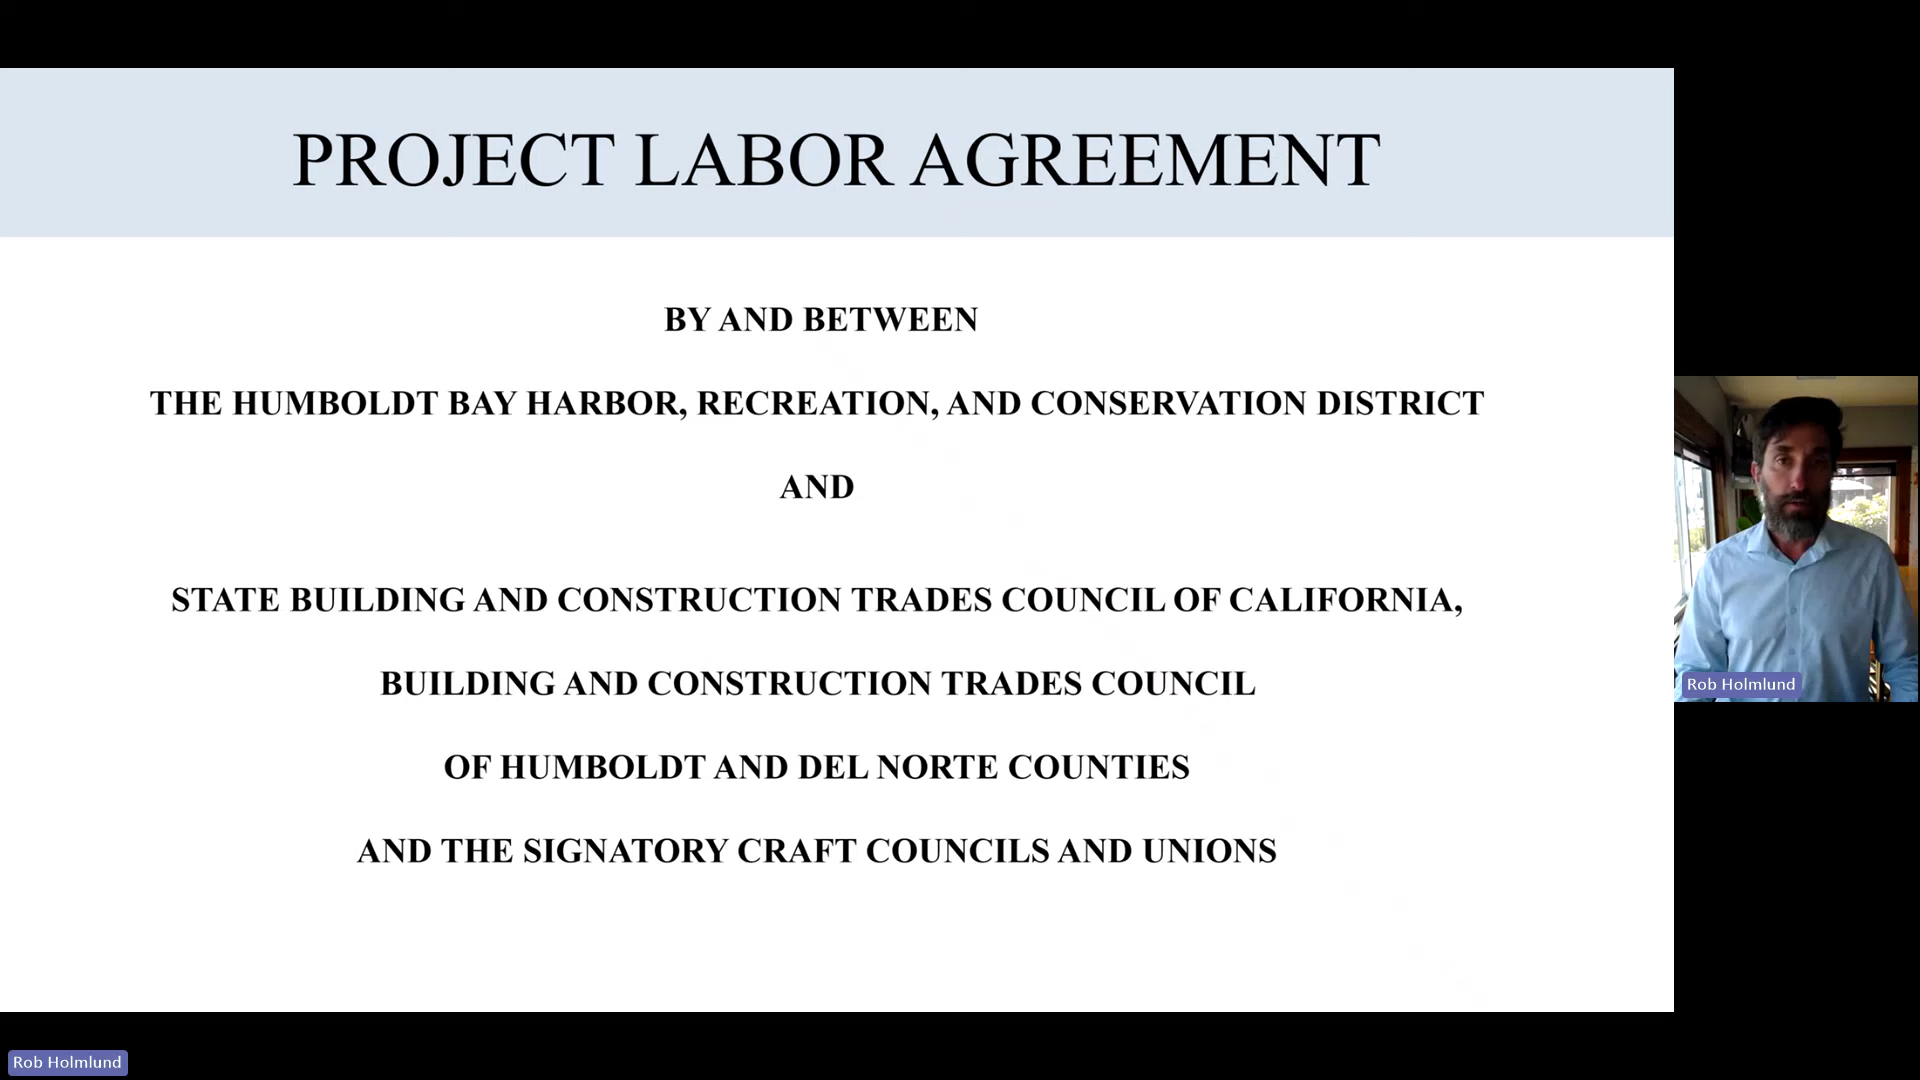 PROJECT LABOR AGREEMENT
BY AND BETWEEN
THE HUMBOLDT BAY HARBOR, RECREATION, AND CONSERVATION DISTRICT
AND
STATE BUILDING AND CONSTRUCTION TRADES COUNCIL OF CALIFORNIA,
BUILDING AND CONSTRUCTION TRADES COUNCIL
OF HUMBOLDT AND DEL NORTE COUNTIES
AND THE SIGNATORY CRAFT COUNCILS AND UNIONS
Rob Holmlund
Rob Holmlund